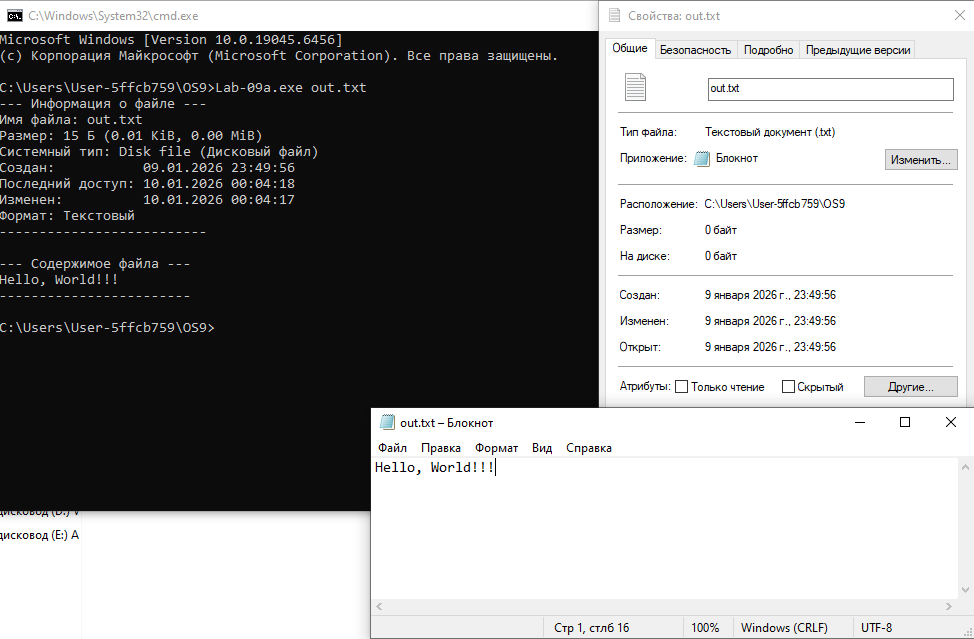 C:\Windows\System32\cmd.exe
Microsoft Windows [Version 10.0.19045.6456]
(c) Корпорация Майкрософт (Microsoft Corporation). Все права защищены.
C:\Users\User-5ffcb759\OS9>Lab-09a.exe out.txt
--- Информация о файле ---
Имя файла: out.txt
Размер: 15 Б (0.01 KiB, 0.00 MiB)
Системный тип: Disk file (Дисковый файл)
Создан: 09.01.2026 23:49:56
Последний доступ: 10.01.2026 00:04:18
Изменен: 10.01.2026 00:04:17
Формат: Текстовый
--------------------------
--- Содержимое файла ---
Hello, World!!!
------------------------
C:\Users\User-5ffcb759\OS9>
Свойства: out.txt
Общие Безопасность Подробно Предыдущие версии
out.txt
Тип файла: Текстовый документ (.txt)
Приложение: Блокнот Изменить...
Расположение: C:\Users\User-5ffcb759\OS9
Размер: 0 байт
На диске: 0 байт
Создан: 9 января 2026 г., 23:49:56
Изменен: 9 января 2026 г., 23:49:56
Открыт: 9 января 2026 г., 23:49:56
Атрибуты: Только чтение Скрытый Другие...
out.txt – Блокнот
Файл Правка Формат Вид Справка
Hello, World!!!
Стр 1, стлб 16 100% Windows (CRLF) UTF-8
дисковод (E:) A